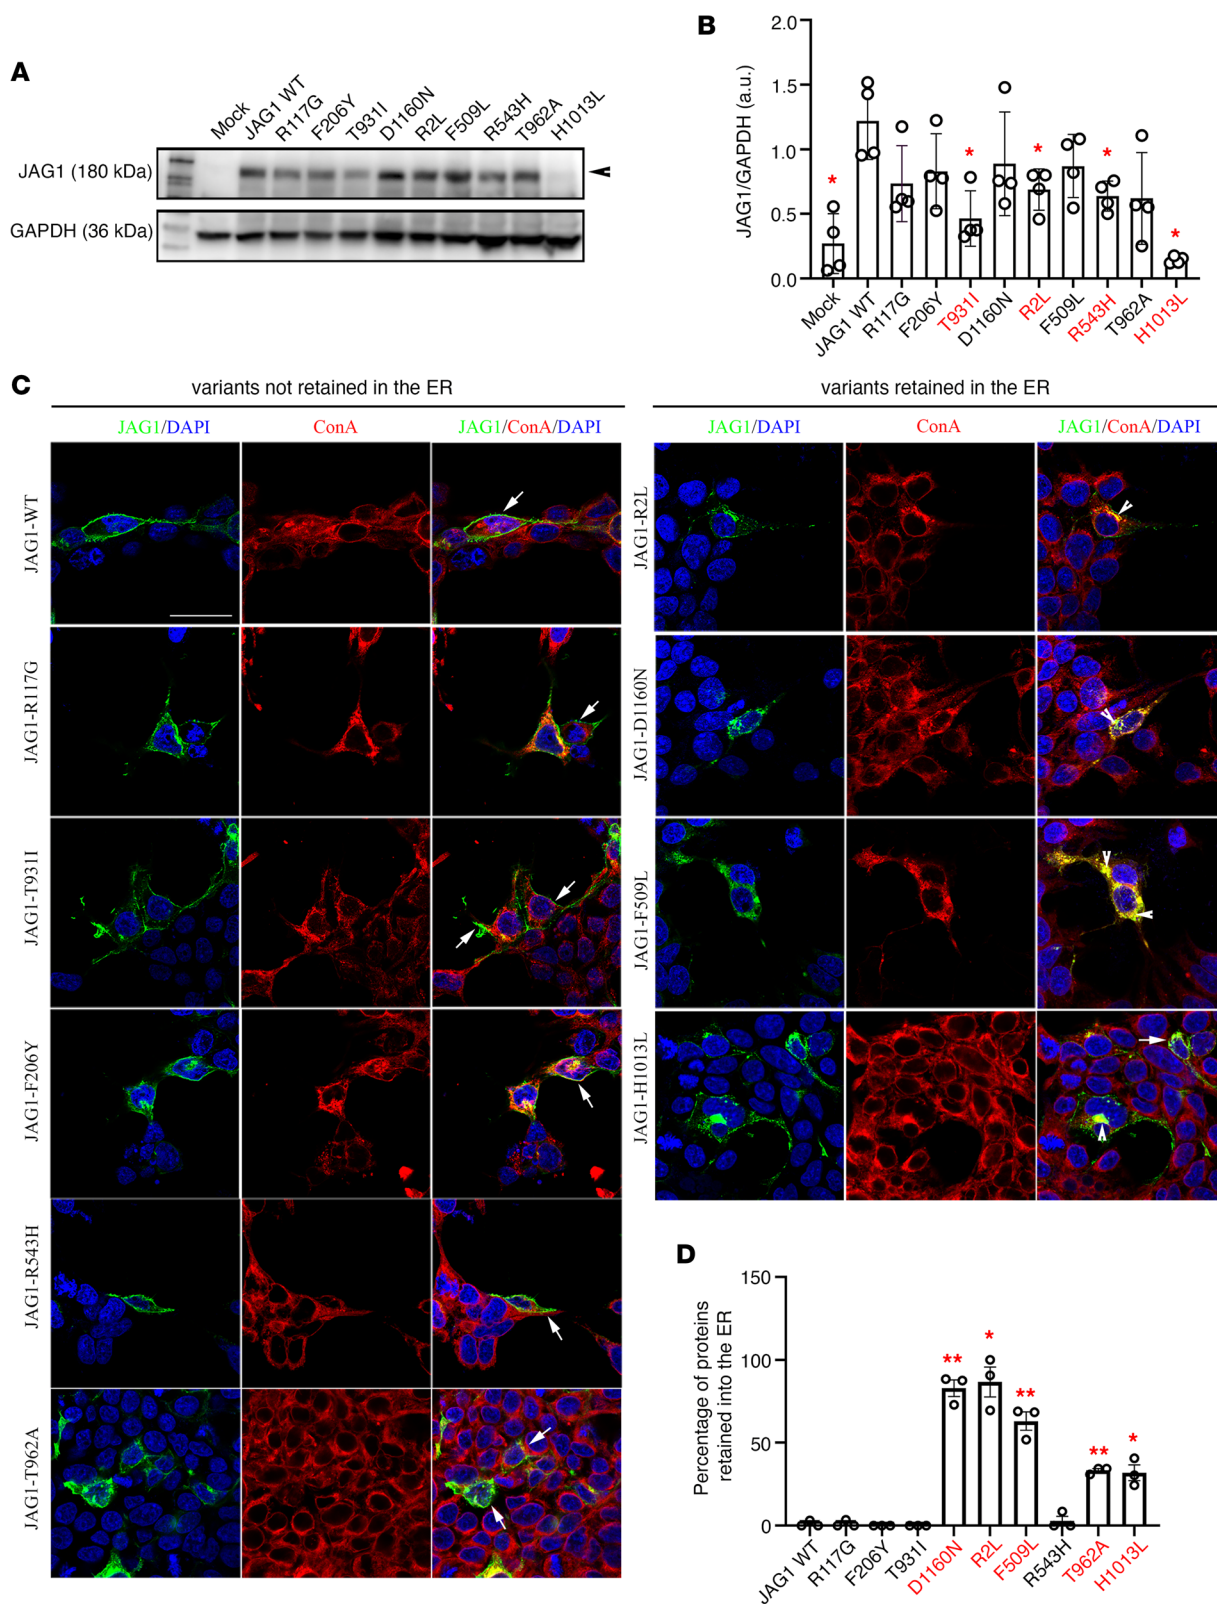 A
Mock
JAG1 WT
R117G
F206Y
T931I
D1160N
R2L
F509L
R543H
T962A
H1013L
JAG1 (180 kDa)
GAPDH (36 kDa)
B
JAG1/GAPDH (a.u.)
2.0
1.5
1.0
0.5
0.0
*
*
*
*
*
Mock
JAG1 WT
R117G
F206Y
T931I
D1160N
R2L
F509L
R543H
T962A
H1013L
C
variants not retained in the ER
JAG1/DAPI
ConA
JAG1/ConA/DAPI
JAG1-WT
JAG1-R117G
JAG1-T931I
JAG1-F206Y
JAG1-R543H
JAG1-T962A
variants retained in the ER
JAG1/DAPI
ConA
JAG1/ConA/DAPI
JAG1-R2L
JAG1-D1160N
JAG1-F509L
JAG1-H1013L
D
Percentage of proteins
retained into the ER
150
100
50
0
**
*
**
**
*
JAG1 WT
R117G
F206Y
T931I
D1160N
R2L
F509L
R543H
T962A
H1013L